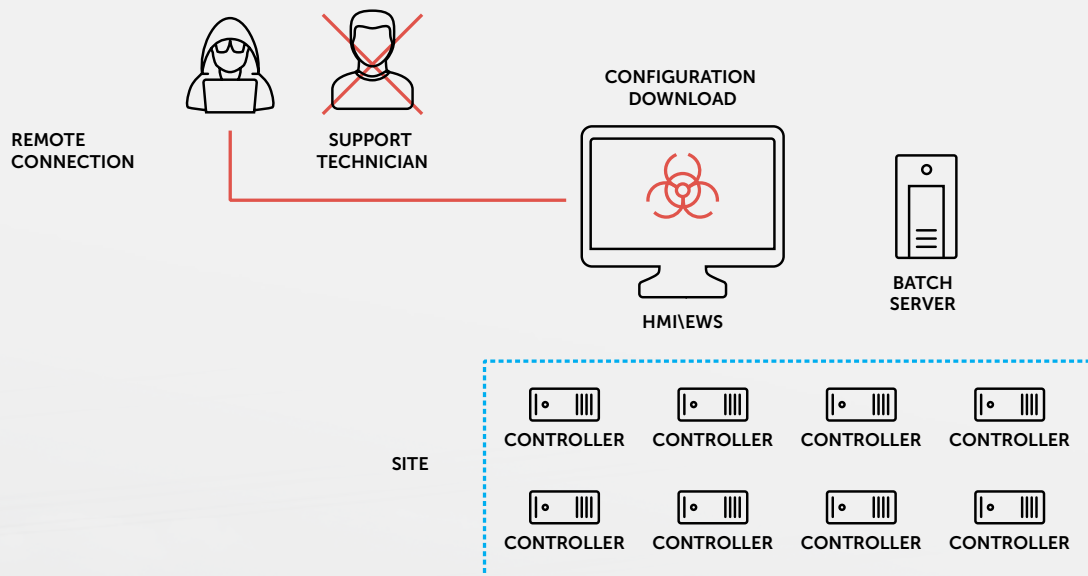 CONFIGURATION
DOWNLOAD
REMOTE
CONNECTION
SUPPORT
TECHNICIAN
BATCH
SERVER
HMI\EWS
SITE
CONTROLLER
CONTROLLER
CONTROLLER
CONTROLLER
CONTROLLER
CONTROLLER
CONTROLLER
CONTROLLER